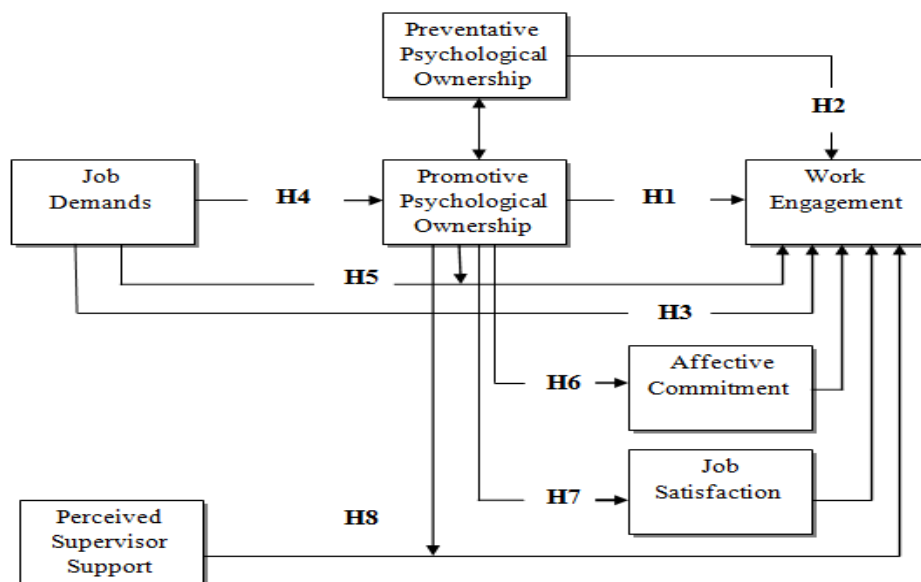 Preventative
Psychological
Ownership
H2
Job
Demands
H4
Promotive
Psychological
Ownership
H1
Work
Engagement
H5
H3
H6
Affective
Commitment
H7
Job
Satisfaction
H8
Perceived
Supervisor
Support